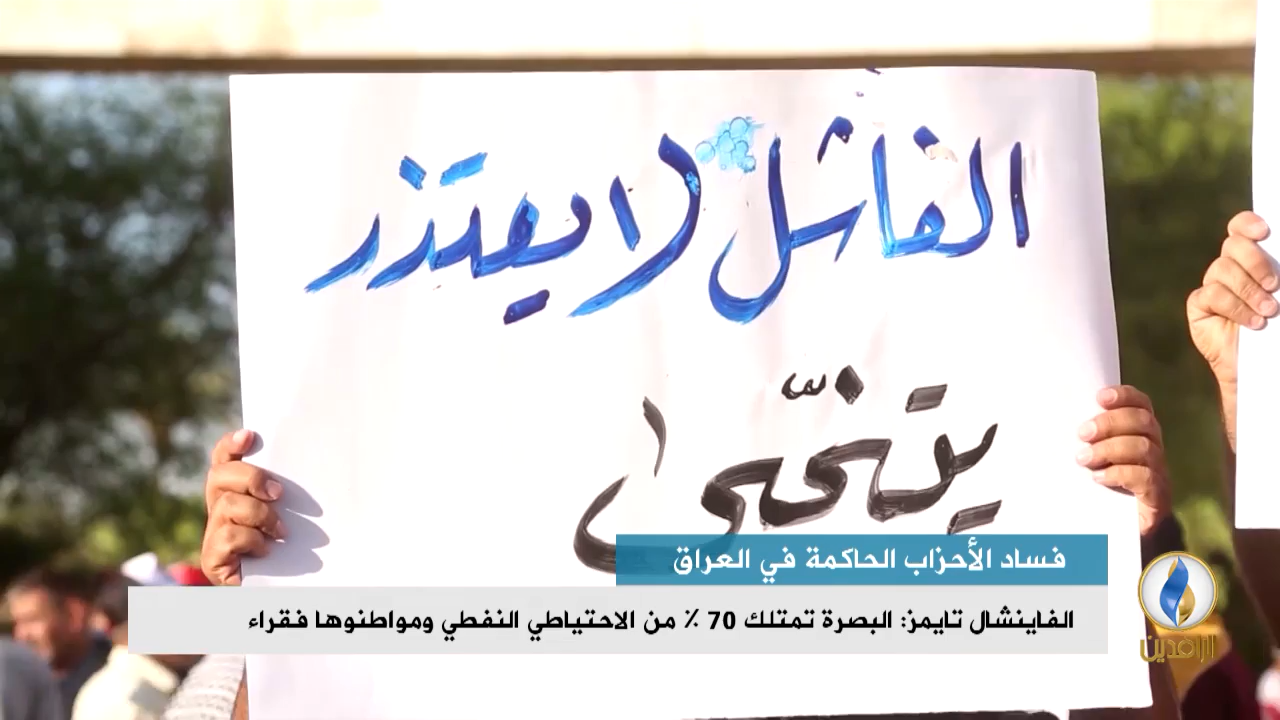 الفاشل لا يعتذر
يتنحّى
فساد الأحزاب الحاكمة في العراق
الفاينشال تايمز: البصرة تمتلك 70 ٪ من الاحتياطي النفطي ومواطنوها فقراء
الرافدين